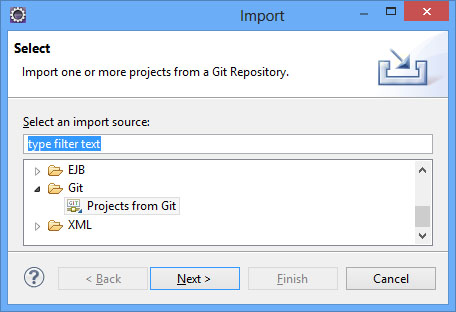 Import
Select
Import one or more projects from a Git Repository.
Select an import source:
type filter text
EJB
Git
GIT Projects from Git
XML
? < Back Next > Finish Cancel